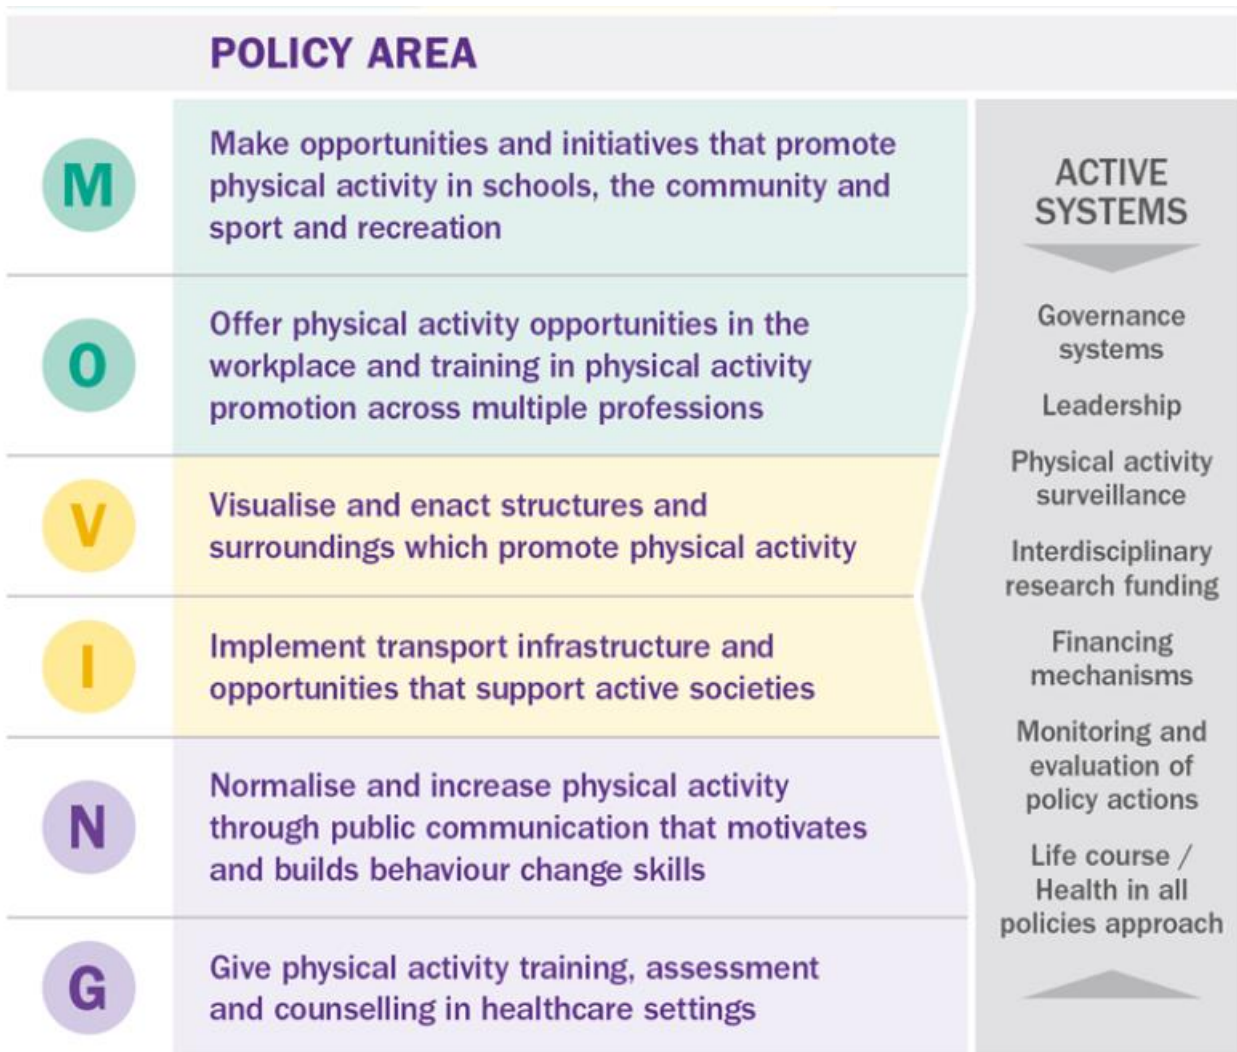 POLICY AREA
M
Make opportunities and initiatives that promote
physical activity in schools, the community and
sport and recreation
O
Offer physical activity opportunities in the
workplace and training in physical activity
promotion across multiple professions
V
Visualise and enact structures and
surroundings which promote physical activity
I
Implement transport infrastructure and
opportunities that support active societies
N
Normalise and increase physical activity
through public communication that motivates
and builds behaviour change skills
G
Give physical activity training, assessment
and counselling in healthcare settings
ACTIVE
SYSTEMS
Governance
systems
Leadership
Physical activity
surveillance
Interdisciplinary
research funding
Financing
mechanisms
Monitoring and
evaluation of
policy actions
Life course /
Health in all
policies approach